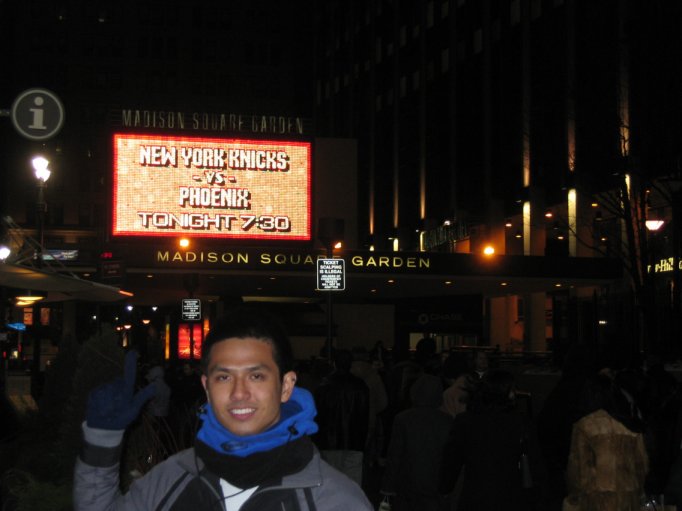 i
MADISON SQUARE GARDEN
NEW YORK KNICKS
-VS-
PHOENIX
TONIGHT 7:30
MADISON SQUARE GARDEN
TICKET
SCALPING
IS ILLEGAL
CHASE